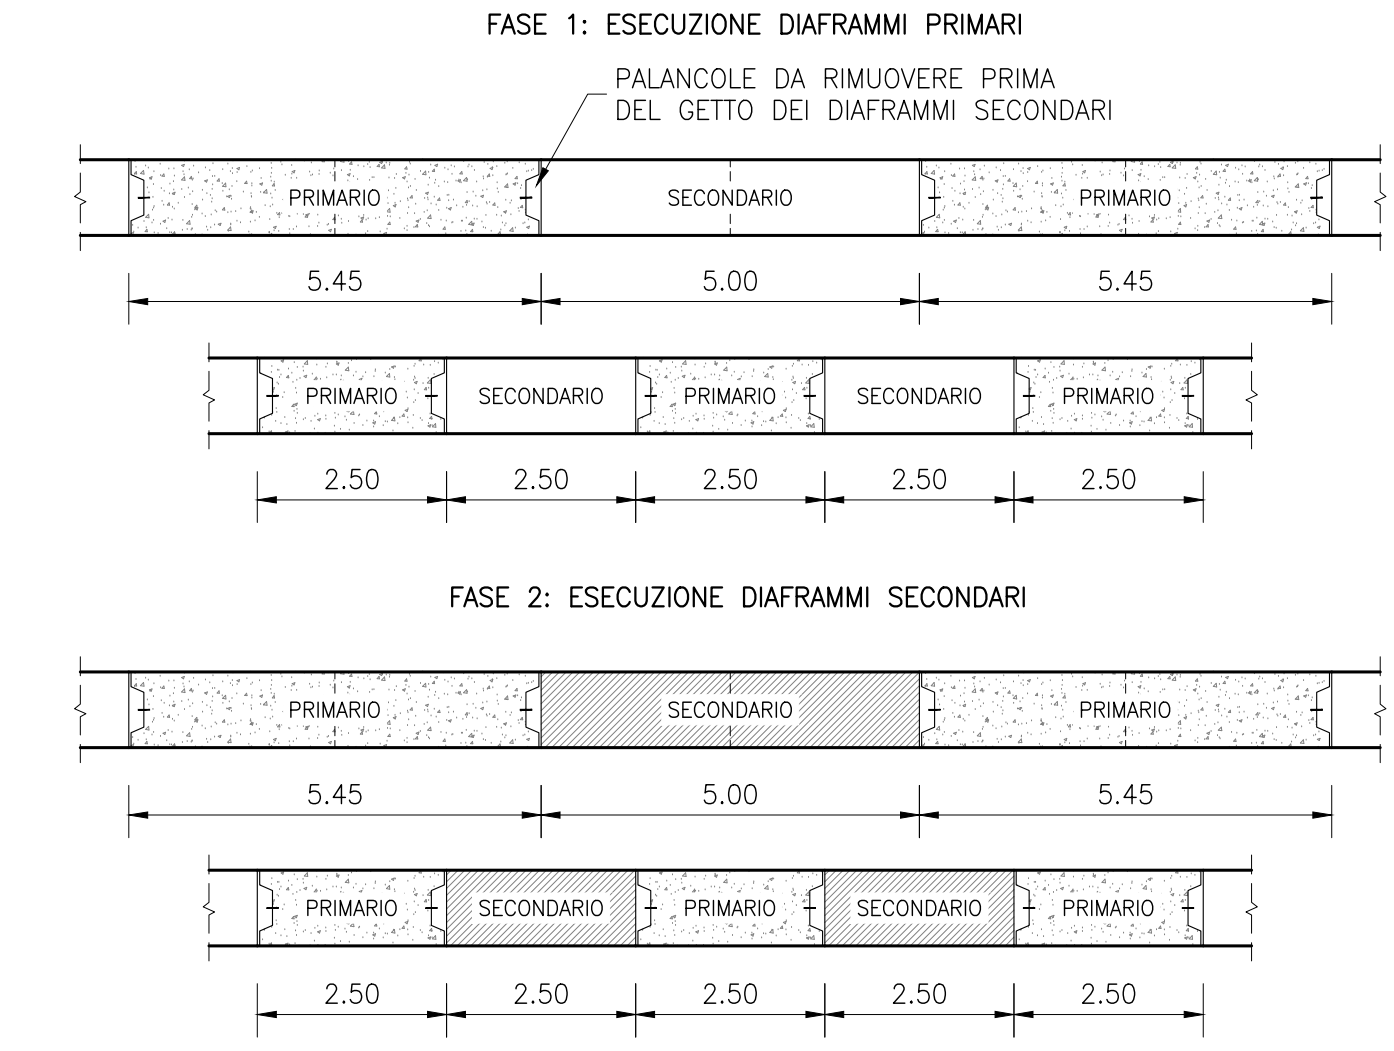 FASE 1: ESECUZIONE DIAFRAMMI PRIMARI
PALANCOLE DA RIMUOVERE PRIMA
DEL GETTO DEI DIAFRAMMI SECONDARI
PRIMARIO SECONDARIO PRIMARIO
5.45 5.00 5.45
PRIMARIO SECONDARIO PRIMARIO SECONDARIO PRIMARIO
2.50 2.50 2.50 2.50 2.50
FASE 2: ESECUZIONE DIAFRAMMI SECONDARI
PRIMARIO SECONDARIO PRIMARIO
5.45 5.00 5.45
PRIMARIO SECONDARIO PRIMARIO SECONDARIO PRIMARIO
2.50 2.50 2.50 2.50 2.50